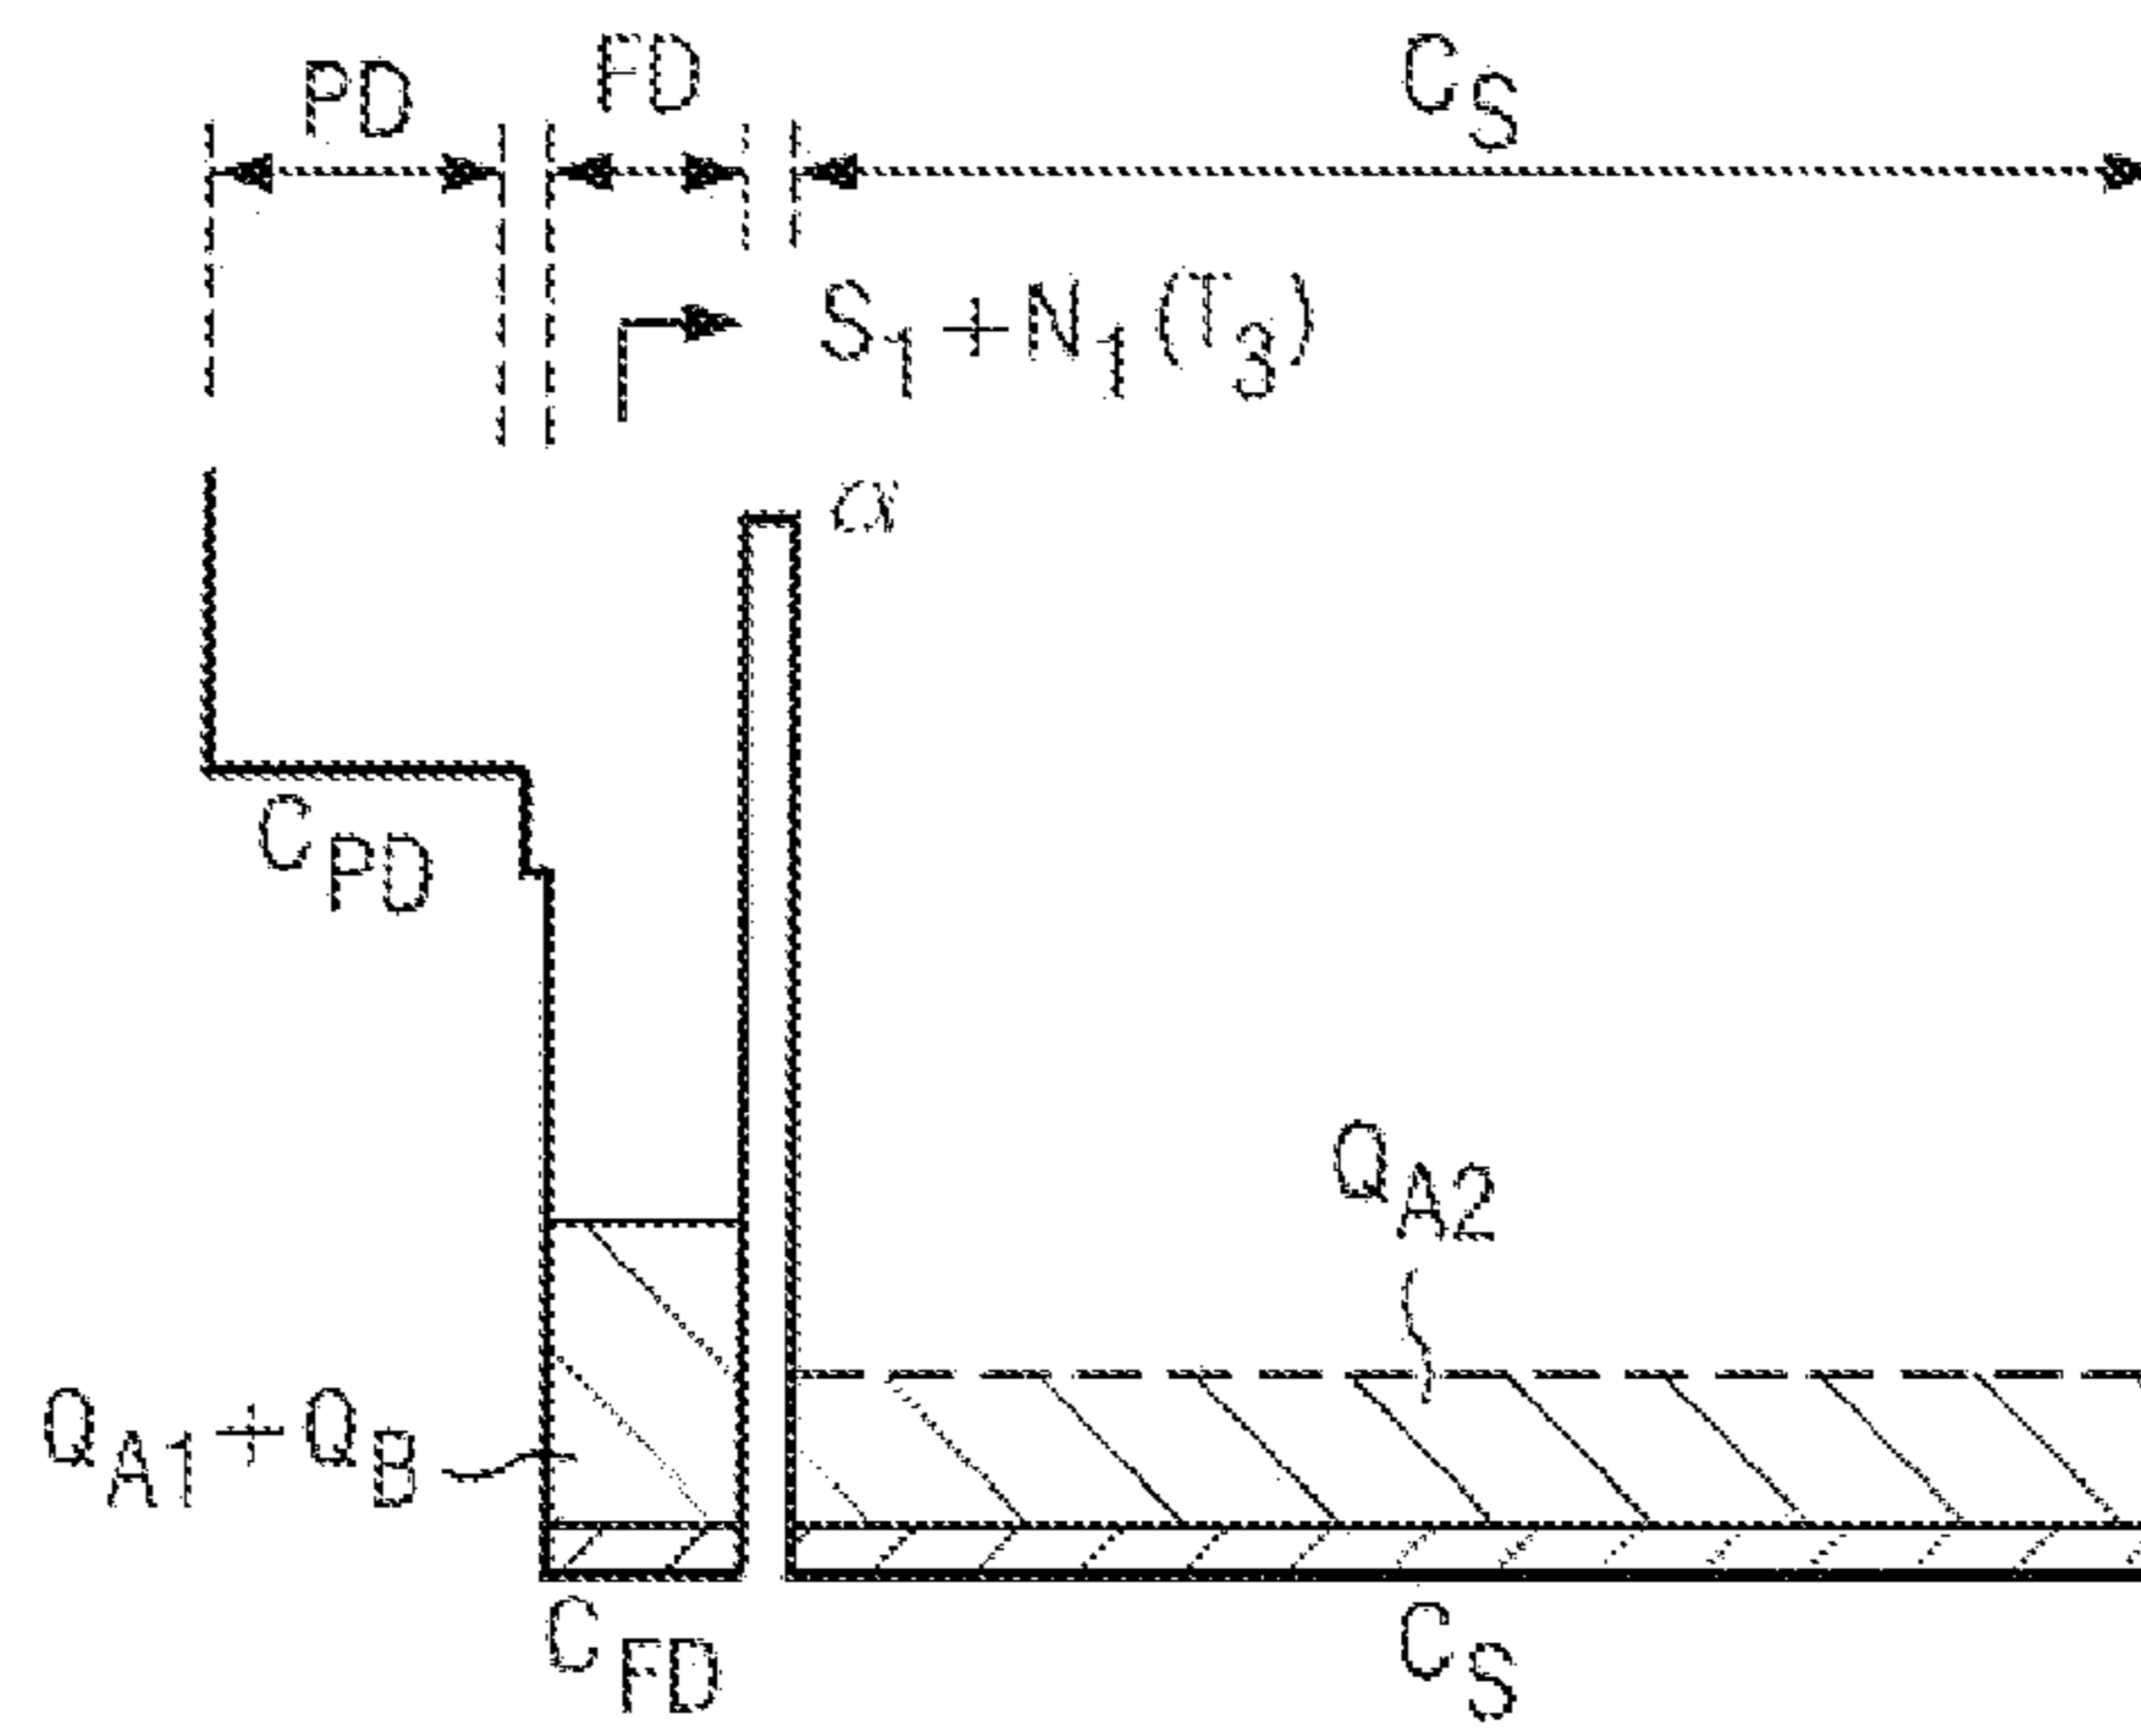 PD FD C_S
S_1+N_1(T_3)
α
C_PD
Q_A2
Q_A1+Q_B
C_FD C_S